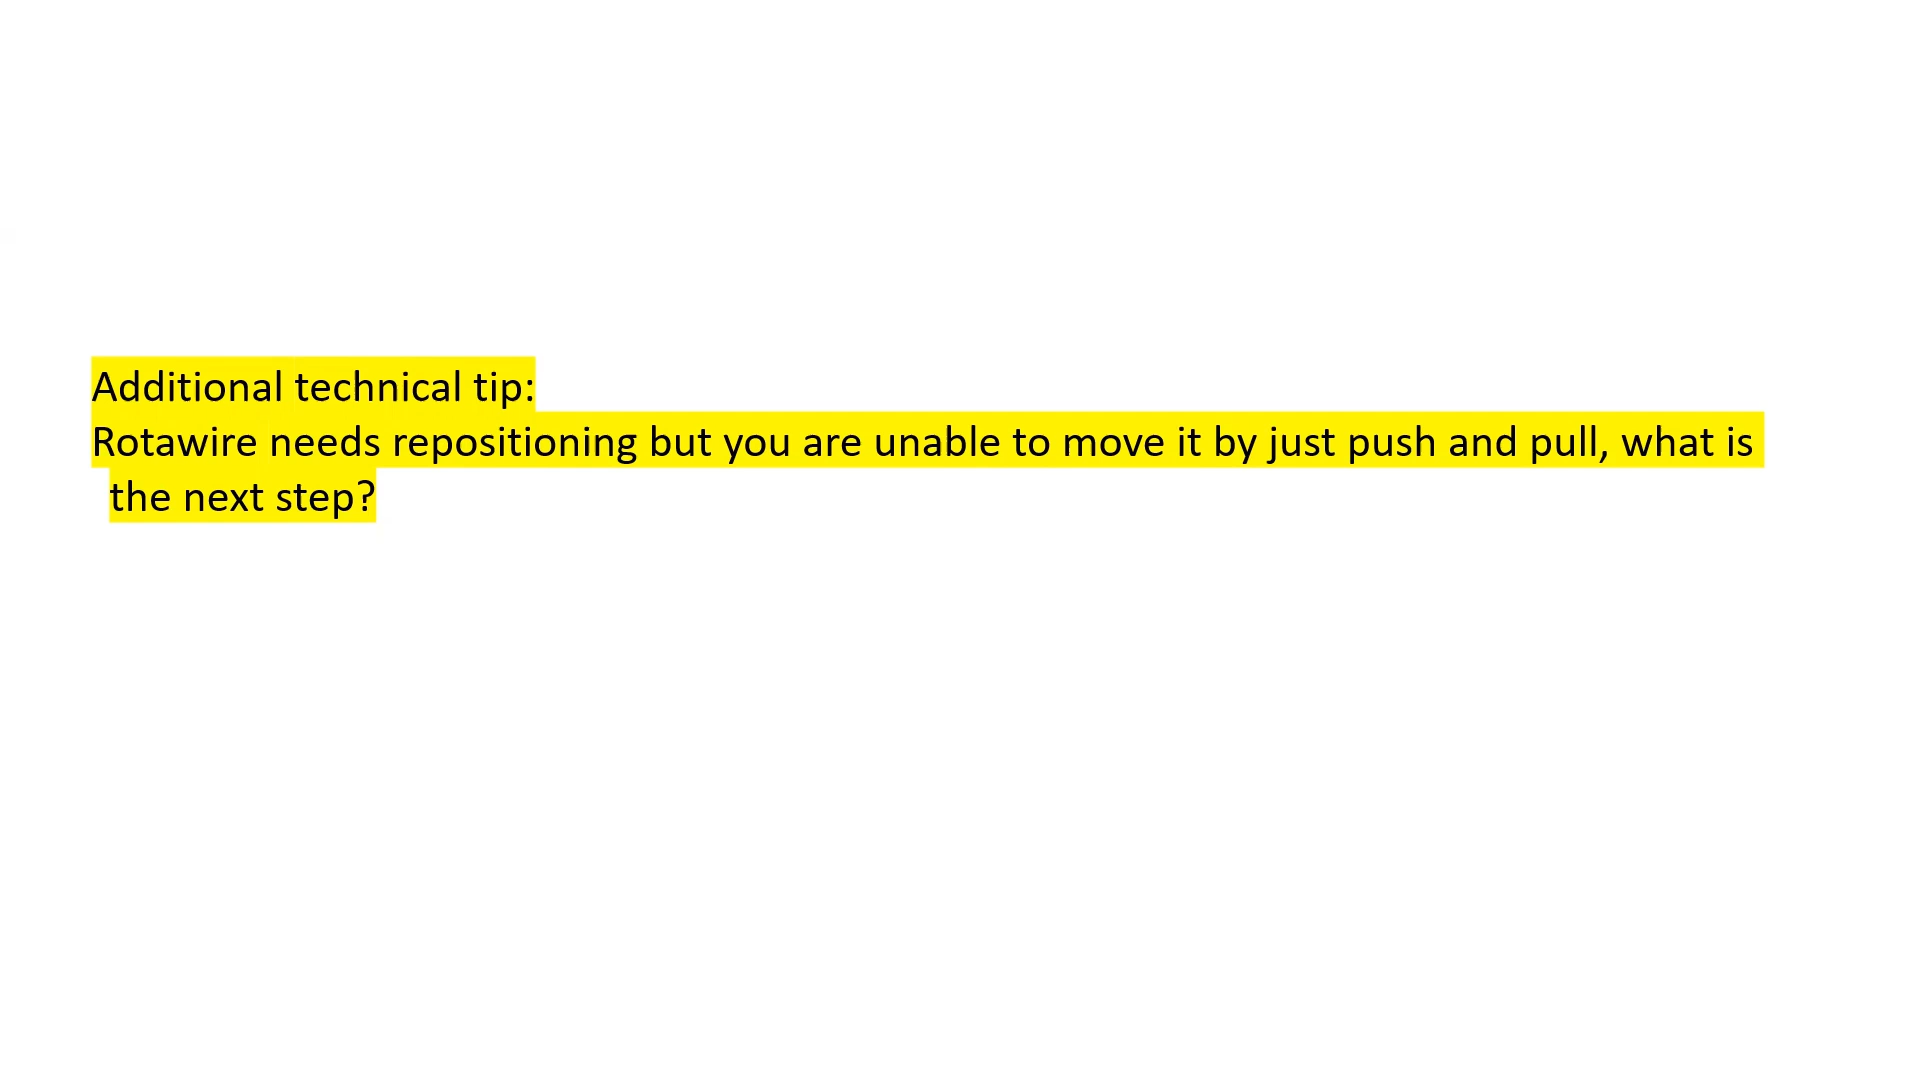 Additional technical tip:
Rotawire needs repositioning but you are unable to move it by just push and pull, what is
the next step?